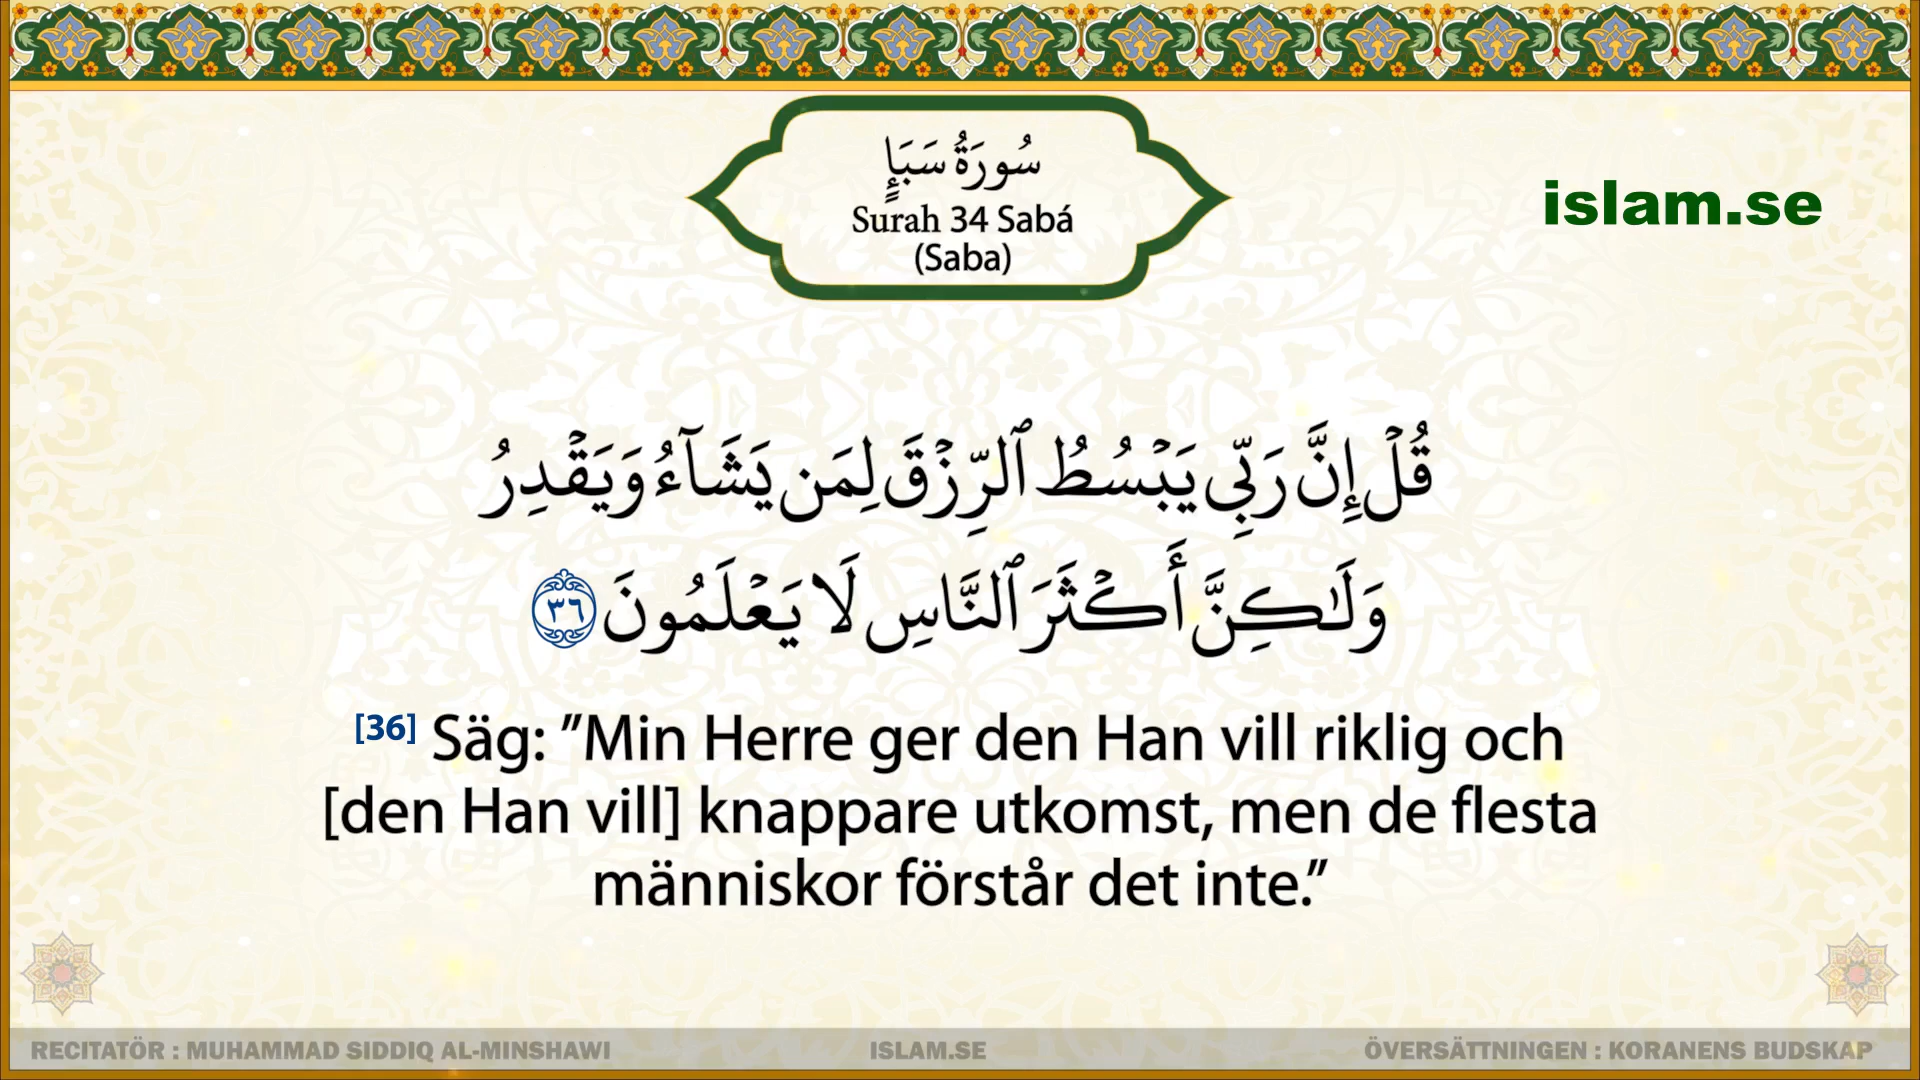 سُورَةُ سَبَإٍ
Surah 34 Sabá
(Saba)
islam.se
قُلۡ إِنَّ رَبِّي يَبۡسُطُ ٱلرِّزۡقَ لِمَن يَشَآءُ وَيَقۡدِرُ
وَلَٰكِنَّ أَكۡثَرَ ٱلنَّاسِ لَا يَعۡلَمُونَ ٣٦
[36] Säg: ”Min Herre ger den Han vill riklig och
[den Han vill] knappare utkomst, men de flesta
människor förstår det inte.”
RECITATÖR : MUHAMMAD SIDDIQ AL-MINSHAWI
ISLAM.SE
ÖVERSÄTTNINGEN : KORANENS BUDSKAP